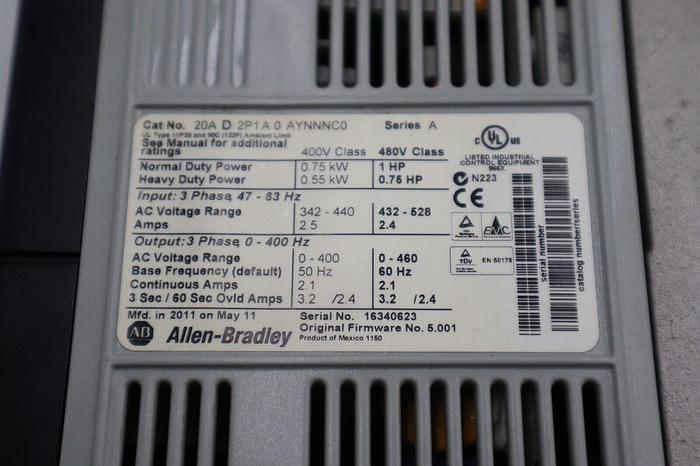 Cat No. 20A D 2P1 A 0 AYNNNC0 Series A
UL Type 1/IP20 and 50C (122F) Ambient Limit
See Manual for additional
ratings 400V Class 480V Class
Normal Duty Power 0.75 kW 1 HP
Heavy Duty Power 0.55 kW 0.75 HP
Input: 3 Phase, 47 - 63 Hz
AC Voltage Range 342 - 440 432 - 528
Amps 2.5 2.4
Output: 3 Phase, 0 - 400 Hz
AC Voltage Range 0 - 400 0 - 460
Base Frequency (default) 50 Hz 60 Hz
Continuous Amps 2.1 2.1
3 Sec / 60 Sec Ovld Amps 3.2 /2.4 3.2 /2.4
Mfd. in 2011 on May 11 Serial No. 16340623
Original Firmware No. 5.001
AB Allen-Bradley Product of Mexico 1150
C UL US
LISTED INDUSTRIAL
CONTROL EQUIPMENT
966X
N223
CE
EMC
TÜV
EN 50178
serial number
catalog number/series